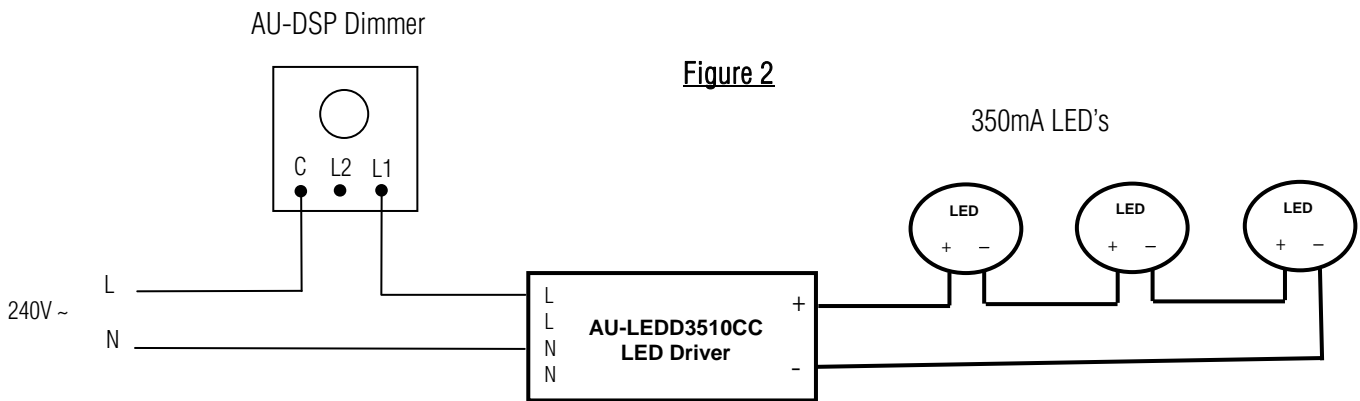 AU-DSP Dimmer
Figure 2
350mA LED's
C L2 L1
LED LED LED
+ – + – + –
L
240V ~
N
L
L
N
N
AU-LEDD3510CC
LED Driver
+
-